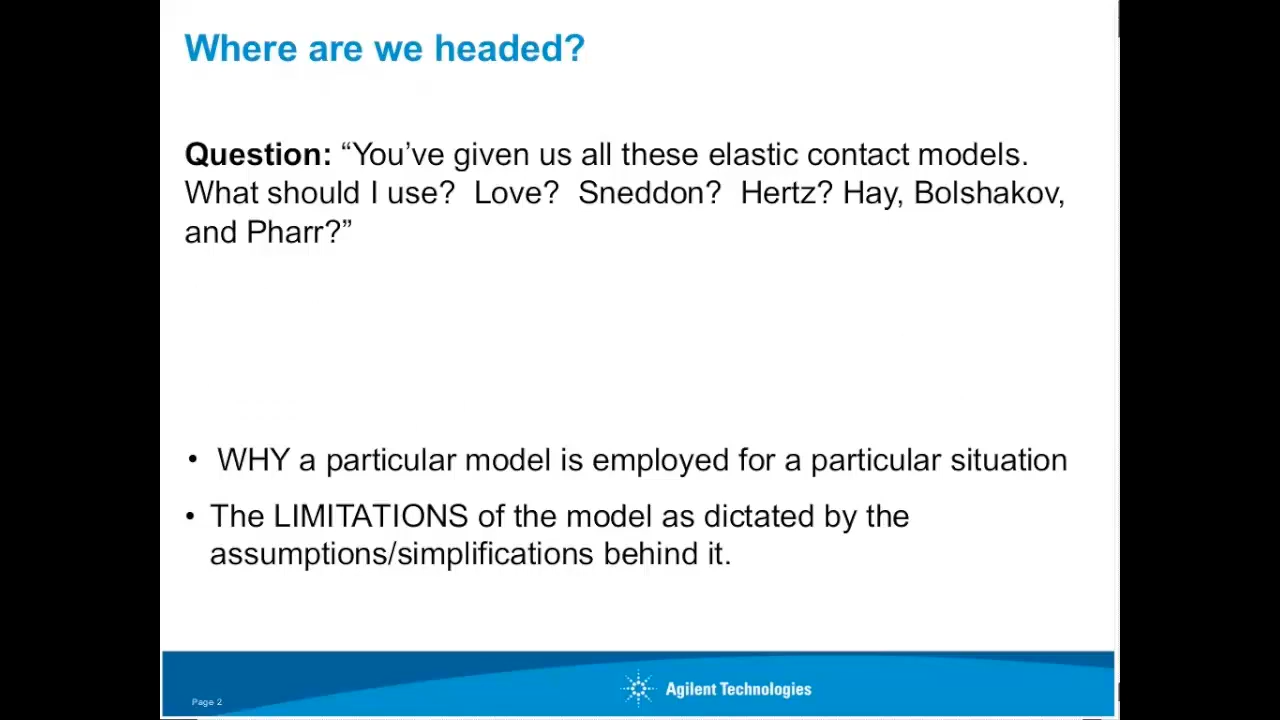 Where are we headed?
Question: “You’ve given us all these elastic contact models.
What should I use?  Love?  Sneddon?  Hertz? Hay, Bolshakov,
and Pharr?”
• WHY a particular model is employed for a particular situation
• The LIMITATIONS of the model as dictated by the
assumptions/simplifications behind it.
Page 2
Agilent Technologies